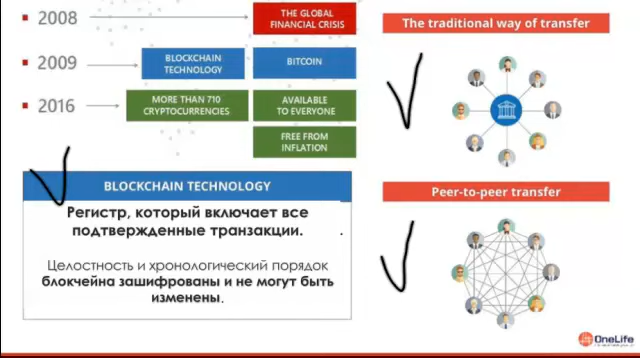 2008
THE GLOBAL
FINANCIAL CRISIS
2009
BLOCKCHAIN
TECHNOLOGY
BITCOIN
2016
MORE THAN 710
CRYPTOCURRENCIES
AVAILABLE
TO EVERYONE
FREE FROM
INFLATION
BLOCKCHAIN TECHNOLOGY
Регистр, который включает все
подтвержденные транзакции.
Целостность и хронологический порядок
блокчейна зашифрованы и не могут быть
изменены.
The traditional way of transfer
Peer-to-peer transfer
OneLife